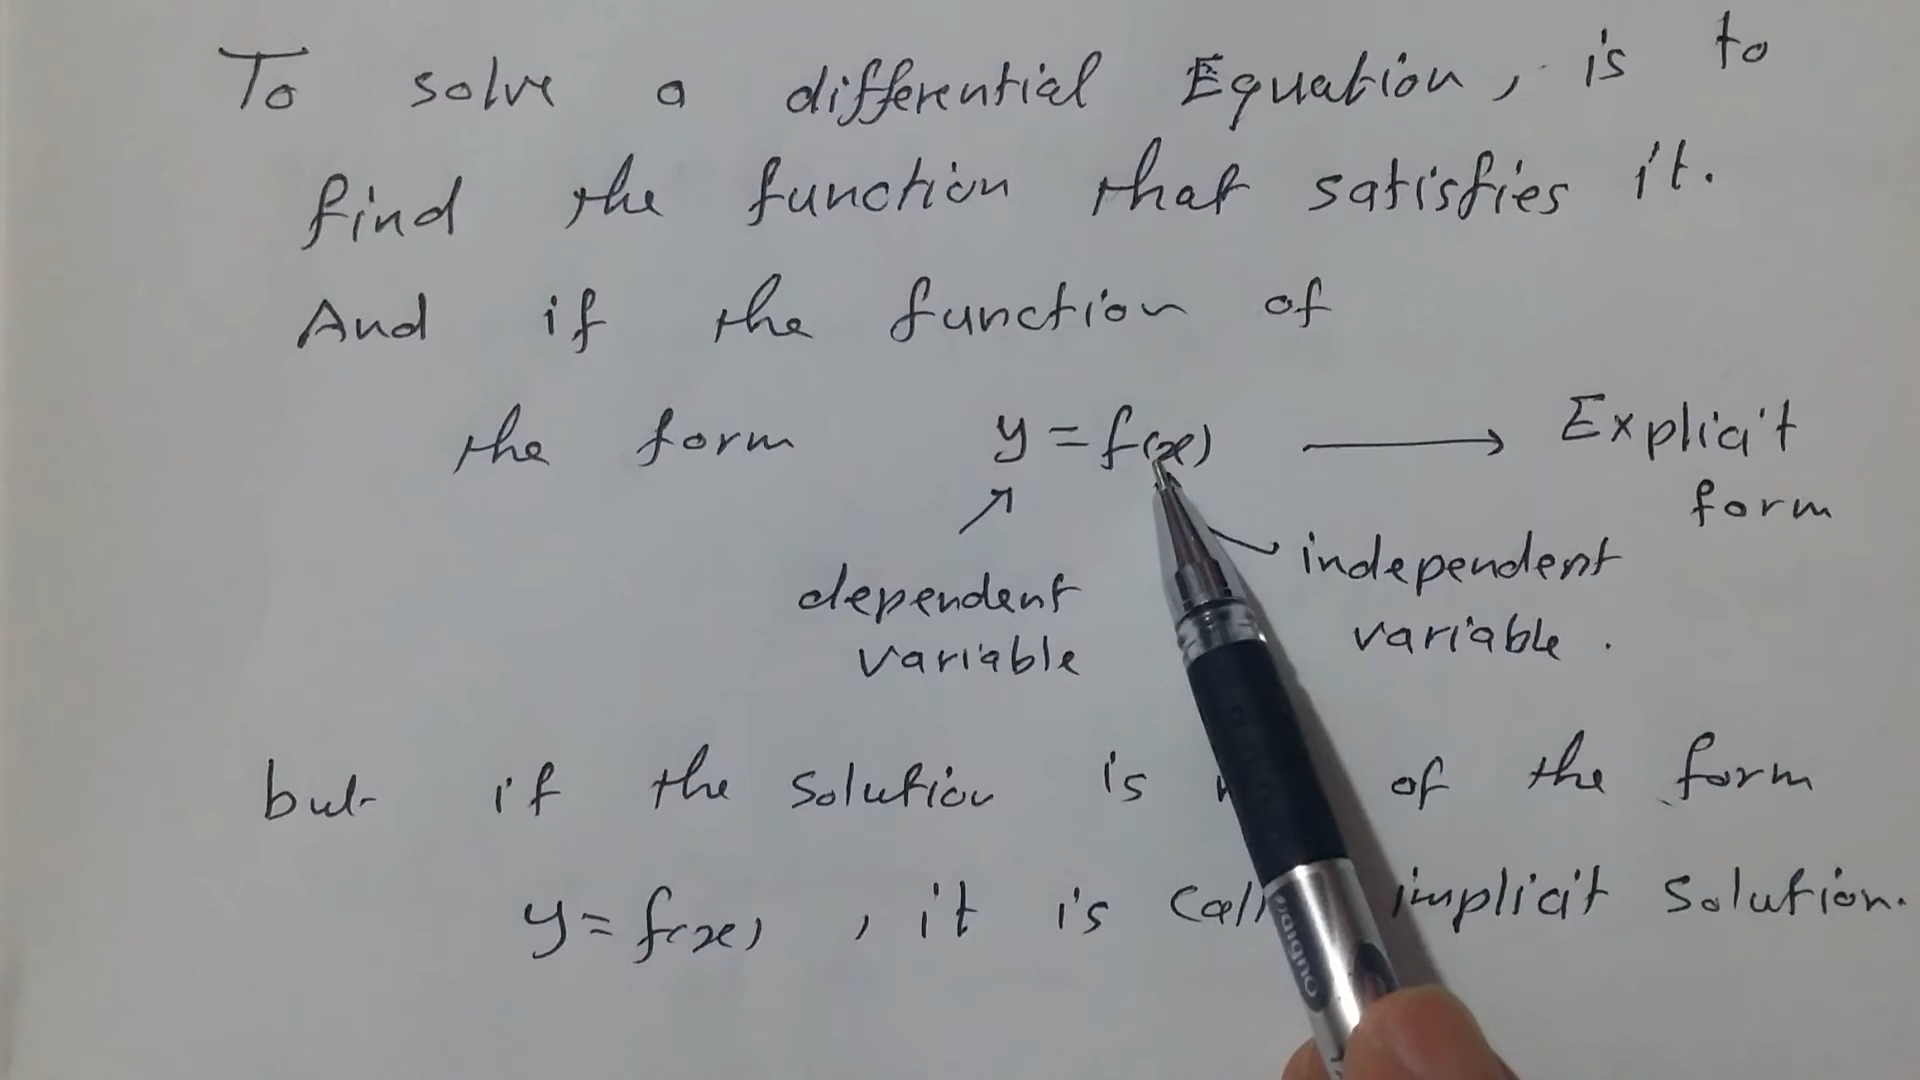 To solve a differential Equation, is to
find the function that satisfies it.
And if the function of
the form y = f(x) → Explicit
form
dependent
variable
independent
variable.
but if the solution is of the form
y = f(x), it is implicit solution.